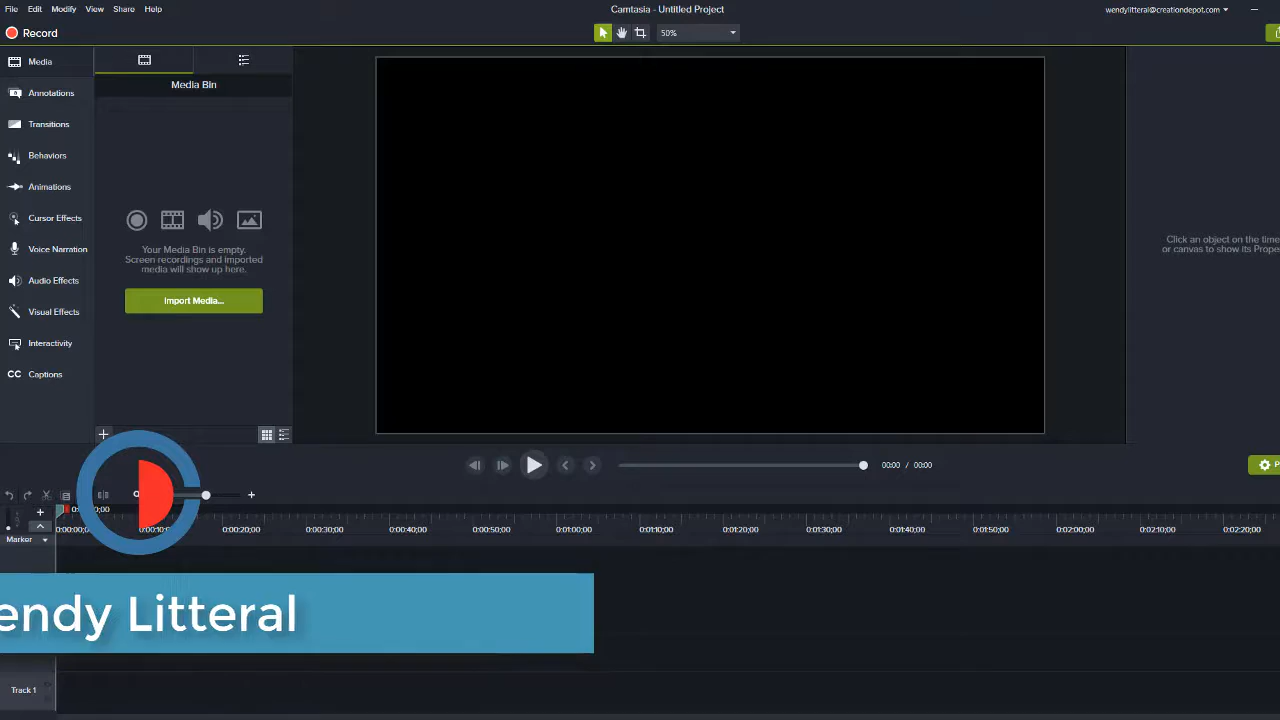 File Edit Modify View Share Help
Camtasia - Untitled Project
wendylitteral@creationdepot.com
Record
50%
Media
Annotations
Transitions
Behaviors
Animations
Cursor Effects
Voice Narration
Audio Effects
Visual Effects
Interactivity
CC Captions
Media Bin
Your Media Bin is empty.
Screen recordings and imported
media will show up here.
Import Media...
Click an object on the time
or canvas to show its Prope
00:00 / 00:00
P
0:00:20;00 0:00:30;00 0:00:40;00 0:00:50;00 0:01:00;00 0:01:10;00 0:01:20;00 0:01:30;00 0:01:40;00 0:01:50;00 0:02:00;00 0:02:10;00 0:02:20;00
Marker
endy Litteral
Track 1